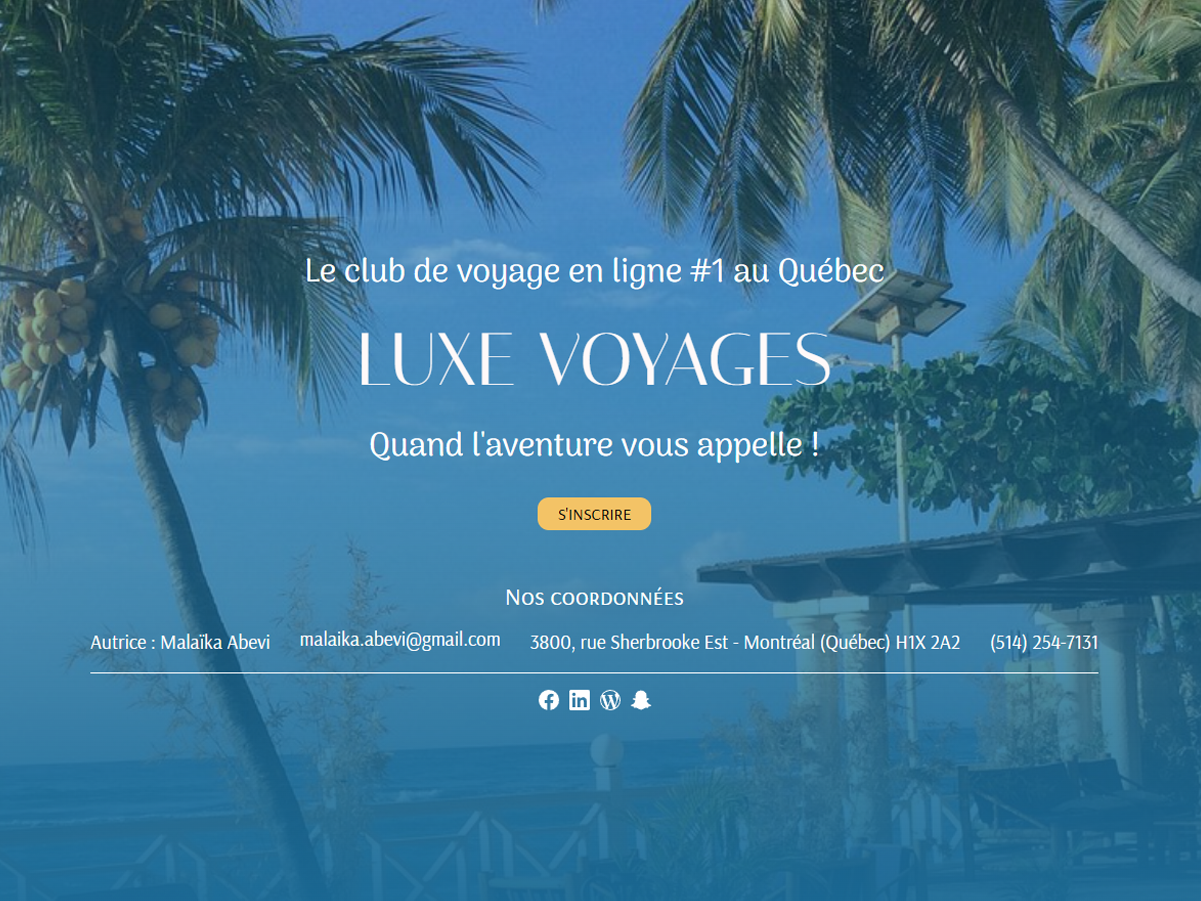 Le club de voyage en ligne #1 au Québec
LUXE VOYAGES
Quand l'aventure vous appelle !
S'INSCRIRE
Nos coordonnées
Autrice : Malaïka Abevi malaika.abevi@gmail.com 3800, rue Sherbrooke Est - Montréal (Québec) H1X 2A2 (514) 254-7131